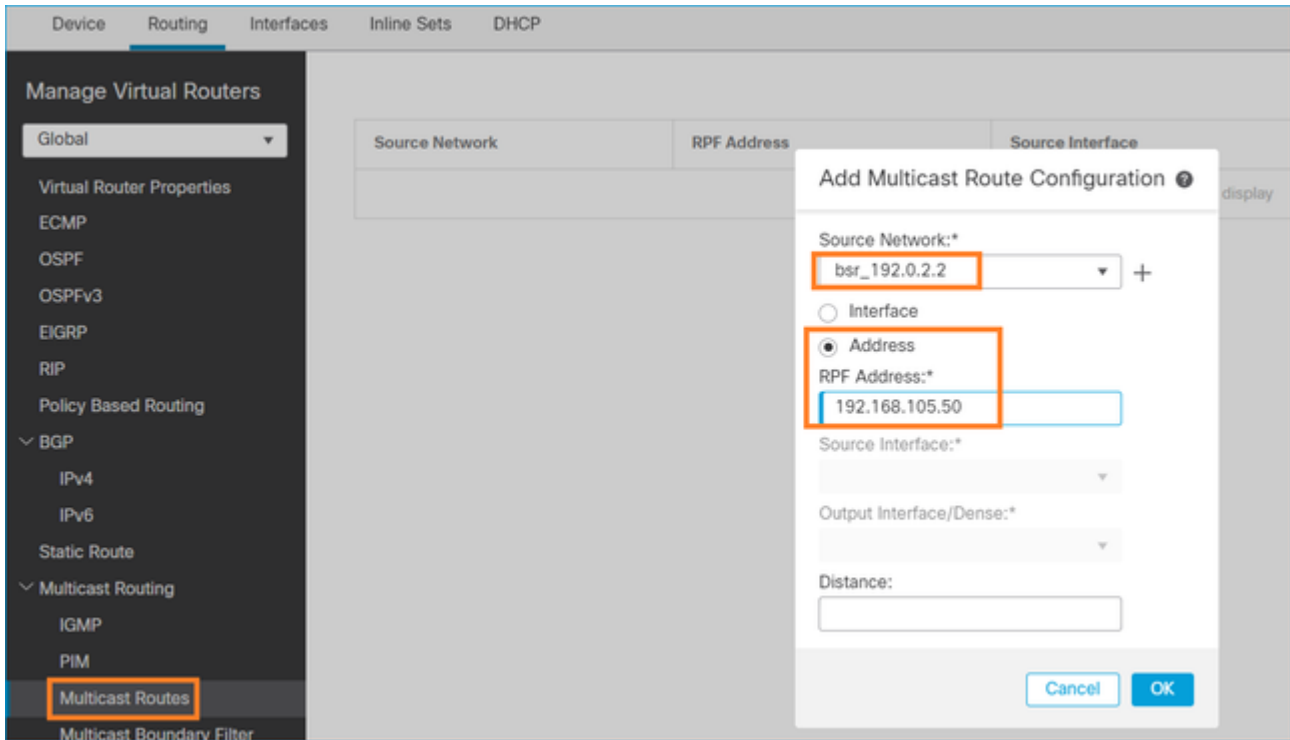 Device Routing Interfaces Inline Sets DHCP
Manage Virtual Routers
Global
Virtual Router Properties
ECMP
OSPF
OSPFv3
EIGRP
RIP
Policy Based Routing
BGP
IPv4
IPv6
Static Route
Multicast Routing
IGMP
PIM
Multicast Routes
Multicast Boundary Filter
Source Network RPF Address Source Interface
display
Add Multicast Route Configuration
Source Network:*
bsr_192.0.2.2
Interface
Address
RPF Address:*
192.168.105.50
Source Interface:*
Output Interface/Dense:*
Distance:
Cancel OK